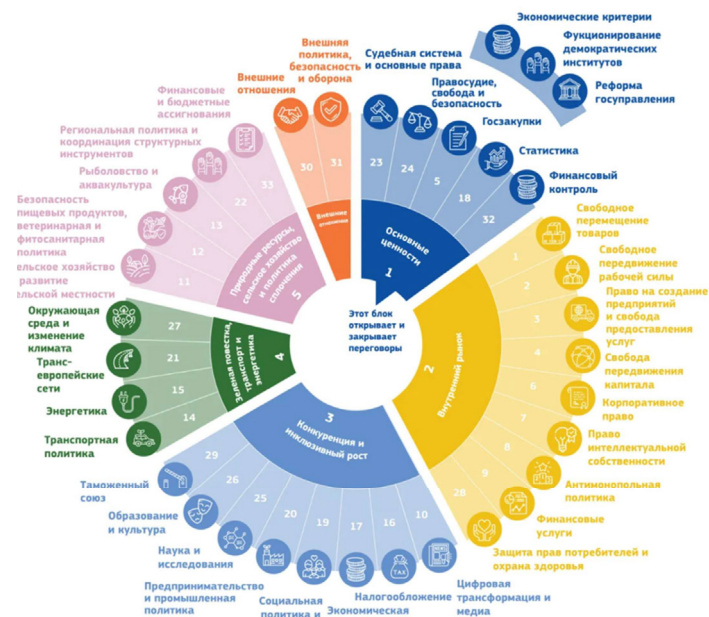 Экономические критерии
Фукционирование
демократических
институтов
Реформа
госуправления
Судебная система
и основные права
Правосудие,
свобода и
безопасность
Госзакупки
Статистика
Финансовый
контроль
23
24
5
18
32
Основные
ценности
1
Этот блок
открывает и
закрывает
переговоры
Свободное
перемещение
товаров
Свободное
передвижение
рабочей силы
Право на создание
предприятий
и свобода
предоставления
услуг
Свобода
передвижения
капитала
Корпоративное
право
Право
интеллектуальной
собственности
Антимонопольная
политика
Финансовые
услуги
Защита прав потребителей и
охрана здоровья
1
2
3
4
6
7
8
9
28
2
Внутренний рынок
Цифровая
трансформация и
медиа
Налогообложение
TAX
Экономическая
Социальная
политика и
Предпринимательство
и промышленная
политика
Наука и
исследования
Образование
и культура
Таможенный
союз
10
16
17
19
20
25
26
29
3
Конкуренция и
инклюзивный рост
Транспортная
политика
Энергетика
Транс-
европейские
сети
Окружающая
среда и
изменение
климата
14
15
21
27
4
Зеленая повестка,
транспорт и
энергетика
ельское хозяйство
развитие
ельской местности
Безопасность
пищевых продуктов,
ветеринарная и
фитосанитарная
политика
Рыболовство и
аквакультура
Региональная политика и
координация структурных
инструментов
Финансовые
и бюджетные
ассигнования
11
12
13
22
33
Природные ресурсы,
сельское хозяйство
и политика
сплочения
5
Внешние
отношения
Внешняя
политика,
безопасность
и оборона
30
31
Внешние
отношения